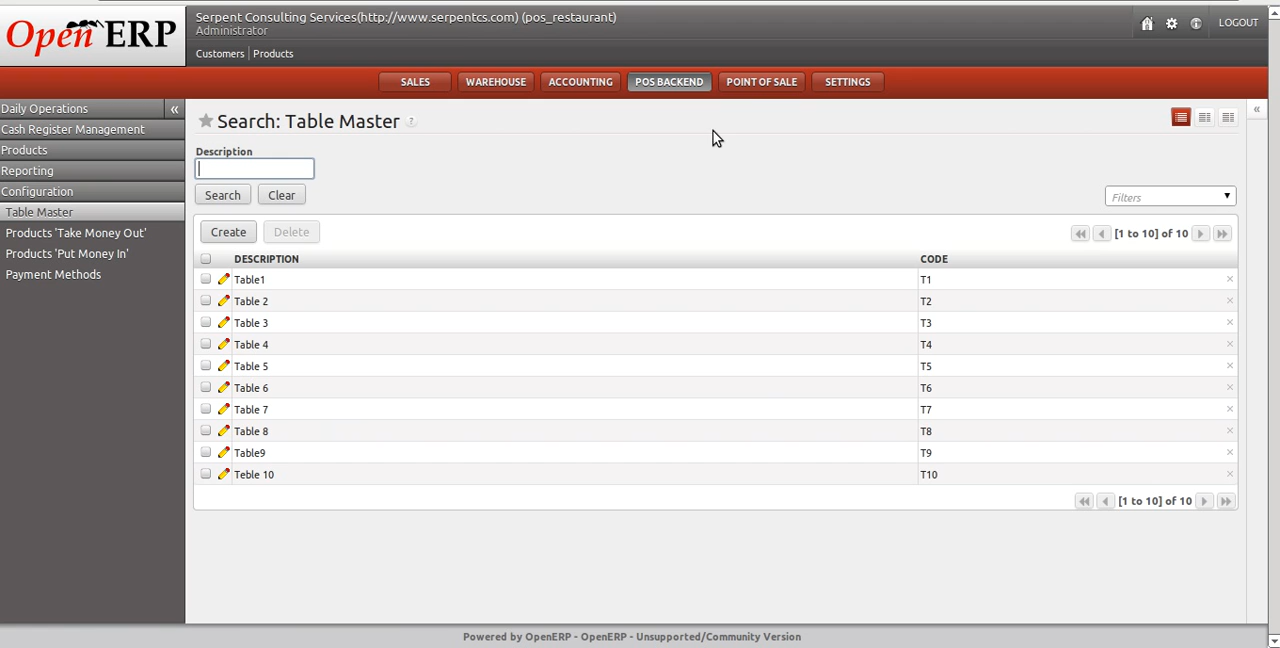 Open ERP
Serpent Consulting Services(http://www.serpentcs.com) (pos_restaurant)
Administrator
LOGOUT
Customers | Products
SALES WAREHOUSE ACCOUNTING POS BACKEND POINT OF SALE SETTINGS
Daily Operations «
Cash Register Management
Products
Reporting
Configuration
Table Master
Products 'Take Money Out'
Products 'Put Money In'
Payment Methods
Search: Table Master ?
Description
Search Clear
Filters
Create Delete
[1 to 10] of 10
DESCRIPTION CODE
Table1 T1
Table 2 T2
Table 3 T3
Table 4 T4
Table 5 T5
Table 6 T6
Table 7 T7
Table 8 T8
Table9 T9
Teble 10 T10
[1 to 10] of 10
Powered by OpenERP - OpenERP - Unsupported/Community Version